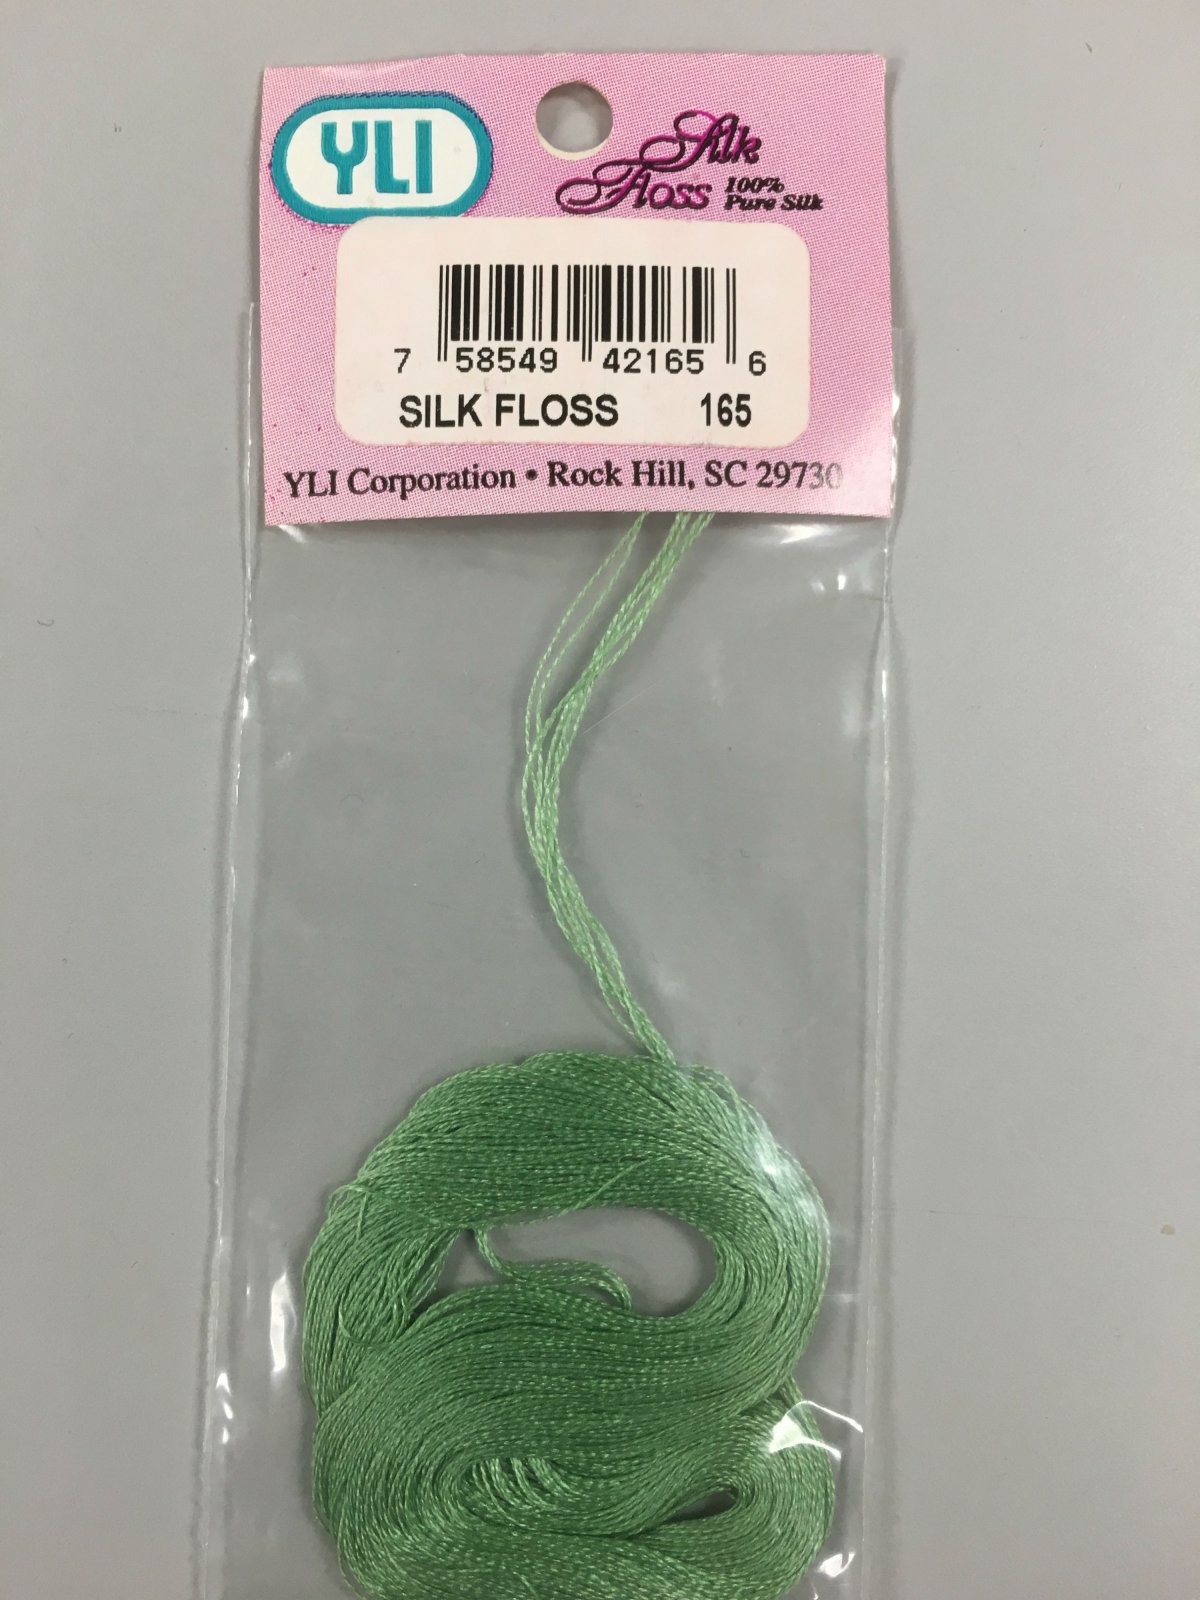 YLI
Silk
Floss 100%
Pure Silk
7 58549 42165 6
SILK FLOSS 165
YLI Corporation • Rock Hill, SC 29730